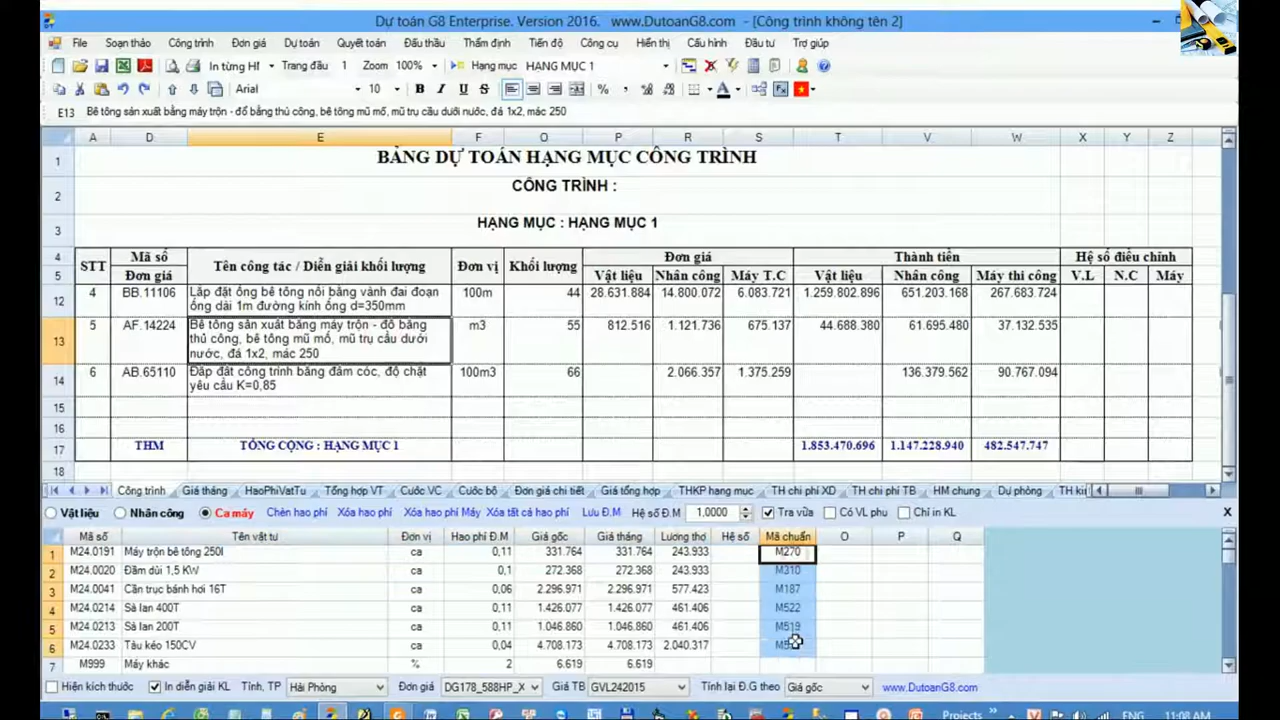 Dự toán G8 Enterprise. Version 2016. www.DutoanG8.com - [Công trình không tên 2]
File Soạn thảo Công trình Đơn giá Dự toán Quyết toán Đấu thầu Thẩm định Tiến độ Công cụ Hiển thị Cấu hình Đầu tư Trợ giúp
In từng HI Trang đầu 1 Zoom 100% Hạng mục HẠNG MỤC 1
Arial 10 B I U S %
E13 Bê tông sản xuất bằng máy trộn - đổ bằng thủ công, bê tông mũ mố, mũ trụ cầu dưới nước, đá 1x2, mác 250
A D E F O P R S T V W X Y Z
1 BẢNG DỰ TOÁN HẠNG MỤC CÔNG TRÌNH
2 CÔNG TRÌNH :
3 HẠNG MỤC : HẠNG MỤC 1
4 STT Mã số Tên công tác / Diễn giải khối lượng Đơn vị Khối lượng Đơn giá Thành tiền Hệ số điều chỉnh
5 Đơn giá Vật liệu Nhân công Máy T.C Vật liệu Nhân công Máy thi công V.L N.C Máy
12 4 BB.11106 Lắp đặt ống bê tông nối bằng vành đai đoạn 100m 44 28.631.884 14.800.072 6.083.721 1.259.802.896 651.203.168 267.683.724
ống dài 1m đường kính ống d=350mm
13 5 AF.14224 Bê tông sản xuất bằng máy trộn - đổ bằng m3 55 812.516 1.121.736 675.137 44.688.380 61.695.480 37.132.535
thủ công, bê tông mũ mố, mũ trụ cầu dưới
nước, đá 1x2, mác 250
14 6 AB.65110 Đắp đất công trình bằng đầm cóc, độ chặt 100m3 66 2.066.357 1.375.259 136.379.562 90.767.094
yêu cầu K=0,85
15
16
17 THM TỔNG CỘNG : HẠNG MỤC 1 1.853.470.696 1.147.228.940 482.547.747
18
Công trình Giá tháng HaoPhiVatTu Tổng hợp VT Cước VC Cước bộ Đơn giá chi tiết Giá tổng hợp THKP hạng mục TH chi phí XD TH chi phí TB HM chung Dự phòng
Vật liệu Nhân công Ca máy Chèn hao phí Xóa hao phí Xóa hao phí Máy Xóa tất cả hao phí Lưu Đ.M Hệ số Đ.M 1,0000 Tra vữa Có VL phụ Chỉ in KL X
Mã số Tên vật tư Đơn vị Hao phí Đ.M Giá gốc Giá tháng Lương thợ Hệ số Mã chuẩn O P Q
1 M24.0191 Máy trộn bê tông 250l ca 0,11 331.764 331.764 243.933 M270
2 M24.0020 Đầm dùi 1,5 KW ca 0,1 272.368 272.368 243.933 M310
3 M24.0041 Cần trục bánh hơi 16T ca 0,06 2.296.971 2.296.971 577.423 M187
4 M24.0214 Sà lan 400T ca 0,11 1.426.077 1.426.077 461.406 M522
5 M24.0213 Sà lan 200T ca 0,11 1.046.860 1.046.860 461.406 M519
6 M24.0233 Tàu kéo 150CV ca 0,04 4.708.173 4.708.173 2.040.317
7 M999 Máy khác % 2 6.619 6.619
Hiện kích thước In diễn giải KL Tỉnh, TP Hải Phòng Đơn giá DG178_588HP_X Giá TB GVL242015 Tính lại Đ.G theo Giá gốc www.DutoanG8.com
Projects ENG 11:08 AM